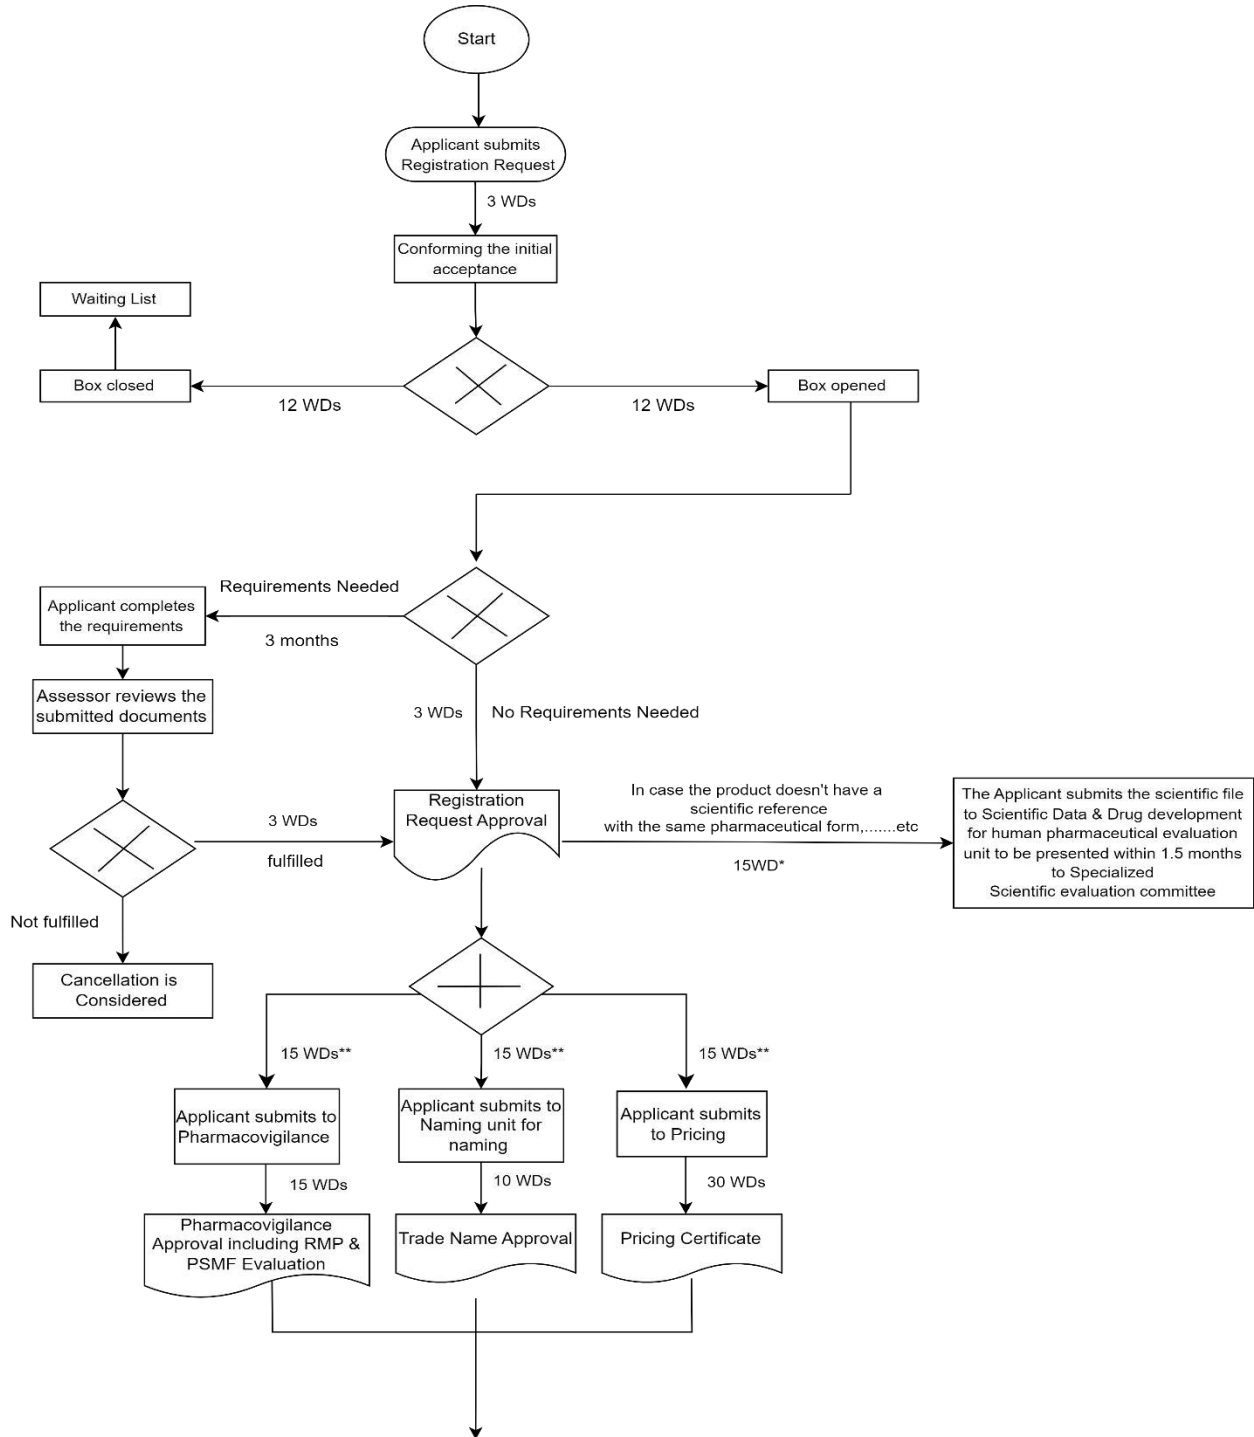 Start
Applicant submits
Registration Request
3 WDs
Conforming the initial
acceptance
Waiting List
Box closed
Box opened
12 WDs
12 WDs
Requirements Needed
Applicant completes
the requirements
3 months
Assessor reviews the
submitted documents
3 WDs
No Requirements Needed
Registration
Request Approval
3 WDs
fulfilled
In case the product doesn't have a
scientific reference
with the same pharmaceutical form,.......etc
15WD*
The Applicant submits the scientific file
to Scientific Data & Drug development
for human pharmaceutical evaluation
unit to be presented within 1.5 months
to Specialized
Scientific evaluation committee
Not fulfilled
Cancellation is
Considered
15 WDs**
15 WDs**
15 WDs**
Applicant submits to
Pharmacovigilance
Applicant submits to
Naming unit for
naming
Applicant submits
to Pricing
15 WDs
10 WDs
30 WDs
Pharmacovigilance
Approval including RMP &
PSMF Evaluation
Trade Name Approval
Pricing Certificate